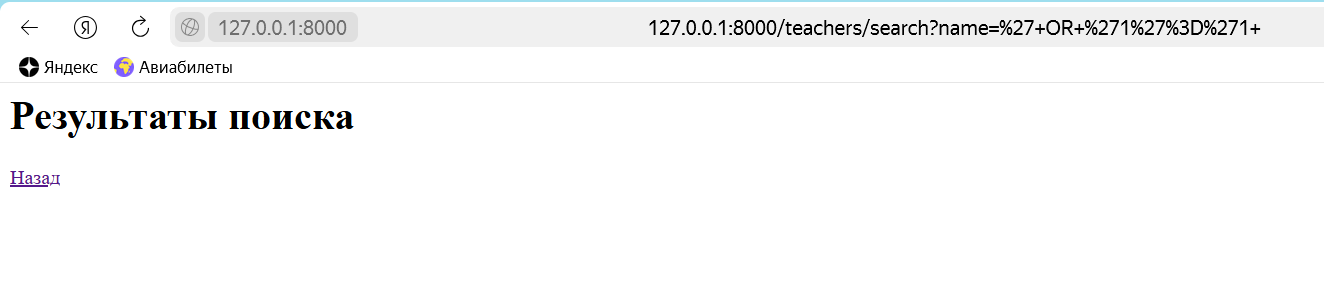 127.0.0.1:8000 127.0.0.1:8000/teachers/search?name=%27+OR+%271%27%3D%271+
Яндекс Авиабилеты
Результаты поиска
Назад